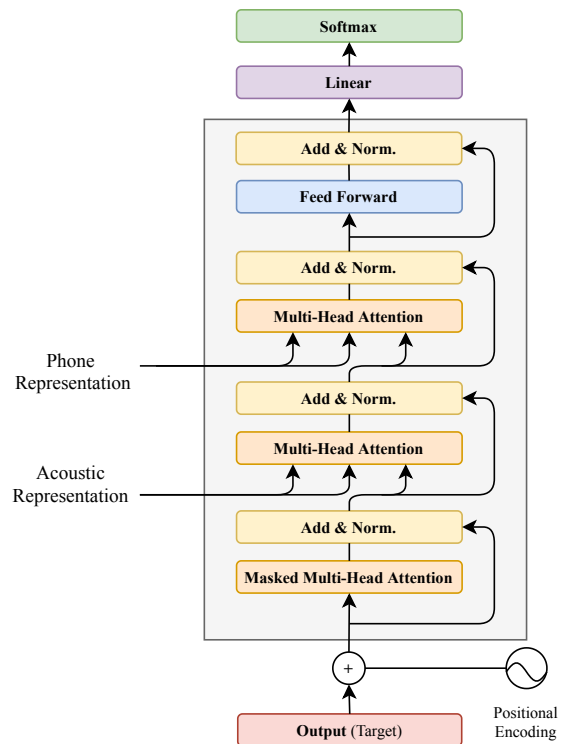 Softmax
Linear
Add & Norm.
Feed Forward
Add & Norm.
Multi-Head Attention
Phone
Representation
Add & Norm.
Multi-Head Attention
Acoustic
Representation
Add & Norm.
Masked Multi-Head Attention
+
Positional
Encoding
Output (Target)